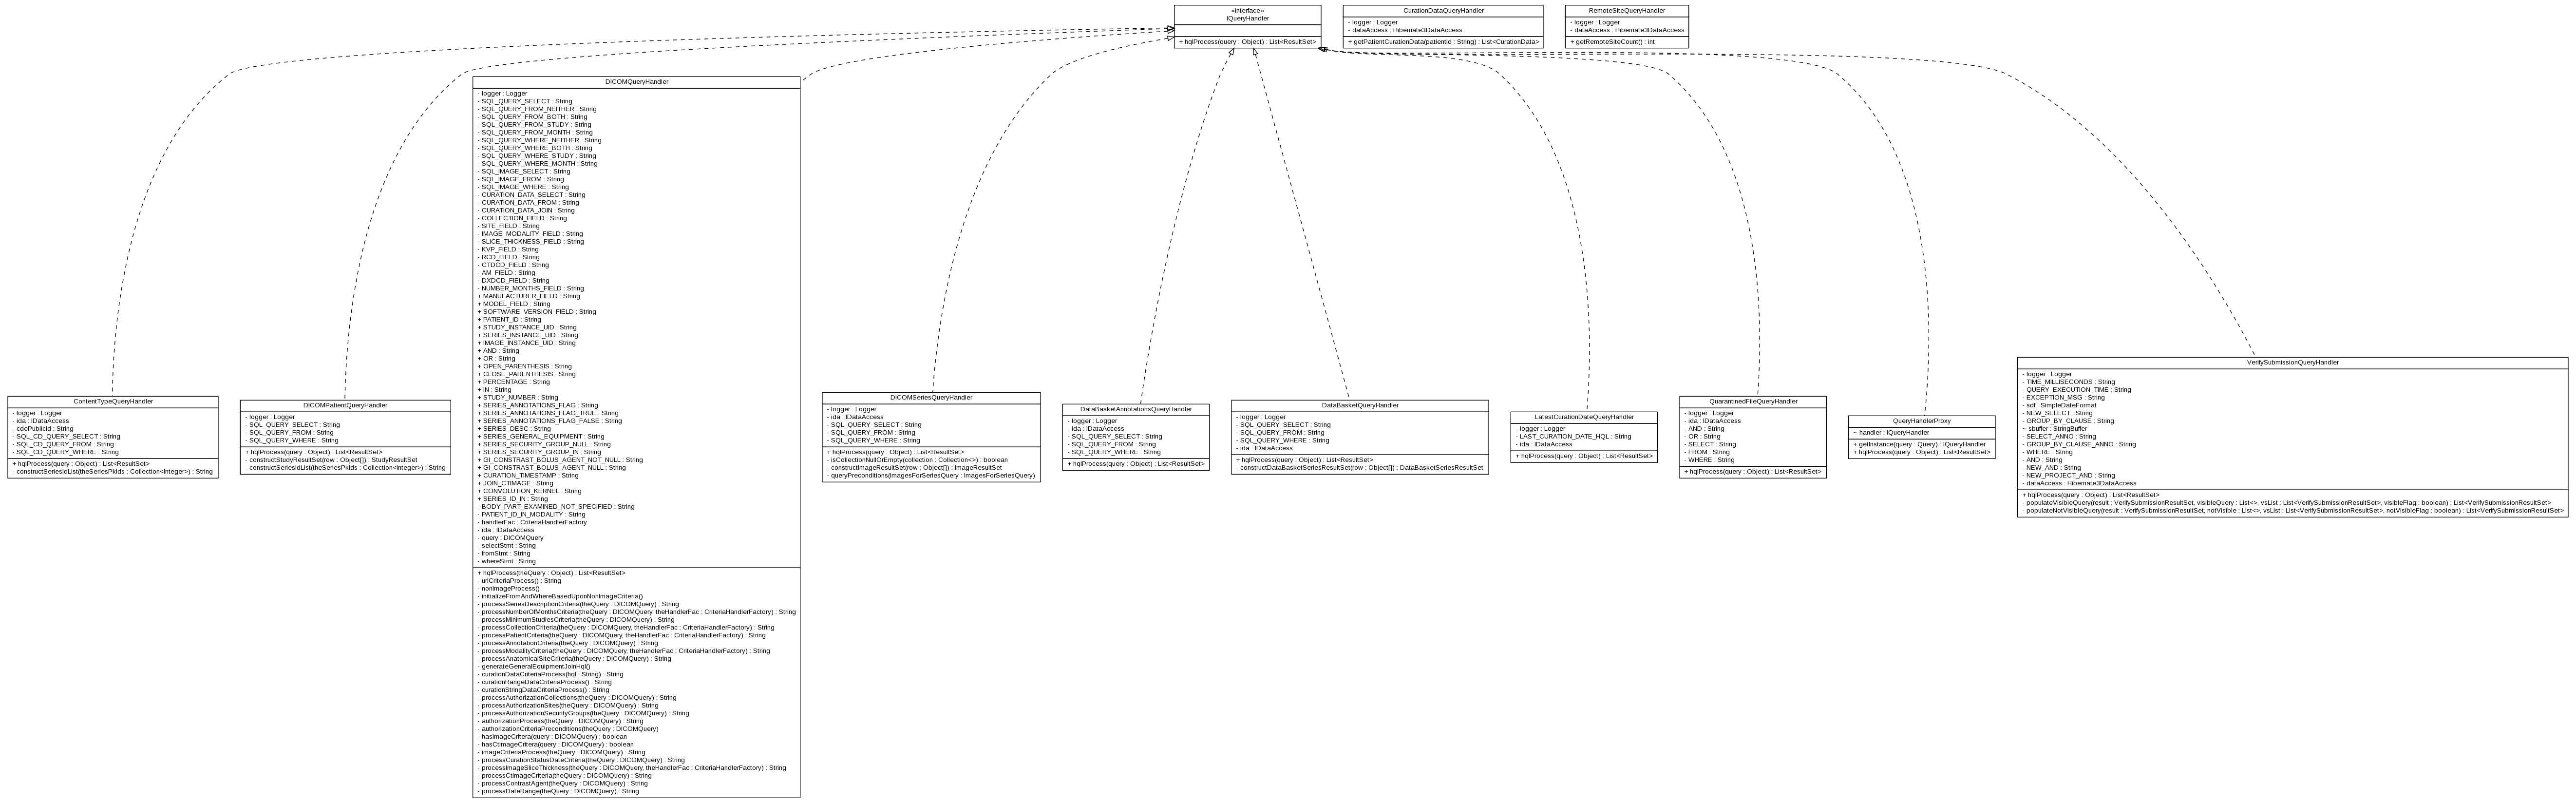 «interface»
IQueryHandler
+ hqlProcess(query : Object) : List<ResultSet>
CurationDataQueryHandler
- logger : Logger
- dataAccess : Hibernate3DataAccess
+ getPatientCurationData(patientId : String) : List<CurationData>
RemoteSiteQueryHandler
- logger : Logger
- dataAccess : Hibernate3DataAccess
+ getRemoteSiteCount() : int
ContentTypeQueryHandler
- logger : Logger
- ida : IDataAccess
- cdePublicId : String
- SQL_CD_QUERY_SELECT : String
- SQL_CD_QUERY_FROM : String
- SQL_CD_QUERY_WHERE : String
+ hqlProcess(query : Object) : List<ResultSet>
- constructSeriesIdList(theSeriesPkIds : Collection<Integer>) : String
DICOMPatientQueryHandler
- logger : Logger
- SQL_QUERY_SELECT : String
- SQL_QUERY_FROM : String
- SQL_QUERY_WHERE : String
+ hqlProcess(query : Object) : List<ResultSet>
- constructStudyResultSet(row : Object[]) : StudyResultSet
- constructSeriesIdList(theSeriesPkIds : Collection<Integer>) : String
DICOMQueryHandler
- logger : Logger
- SQL_QUERY_SELECT : String
- SQL_QUERY_FROM_NEITHER : String
- SQL_QUERY_FROM_BOTH : String
- SQL_QUERY_FROM_STUDY : String
- SQL_QUERY_FROM_MONTH : String
- SQL_QUERY_WHERE_NEITHER : String
- SQL_QUERY_WHERE_BOTH : String
- SQL_QUERY_WHERE_STUDY : String
- SQL_QUERY_WHERE_MONTH : String
- SQL_IMAGE_SELECT : String
- SQL_IMAGE_FROM : String
- SQL_IMAGE_WHERE : String
- CURATION_DATA_SELECT : String
- CURATION_DATA_FROM : String
- CURATION_DATA_JOIN : String
- COLLECTION_FIELD : String
- SITE_FIELD : String
- IMAGE_MODALITY_FIELD : String
- SLICE_THICKNESS_FIELD : String
- KVP_FIELD : String
- RCD_FIELD : String
- CTDCD_FIELD : String
- AM_FIELD : String
- DXDCD_FIELD : String
- NUMBER_MONTHS_FIELD : String
+ MANUFACTURER_FIELD : String
+ MODEL_FIELD : String
+ SOFTWARE_VERSION_FIELD : String
+ PATIENT_ID : String
+ STUDY_INSTANCE_UID : String
+ SERIES_INSTANCE_UID : String
+ IMAGE_INSTANCE_UID : String
+ AND : String
+ OR : String
+ OPEN_PARENTHESIS : String
+ CLOSE_PARENTHESIS : String
+ PERCENTAGE : String
+ IN : String
+ STUDY_NUMBER : String
+ SERIES_ANNOTATIONS_FLAG : String
+ SERIES_ANNOTATIONS_FLAG_TRUE : String
+ SERIES_ANNOTATIONS_FLAG_FALSE : String
+ SERIES_DESC : String
+ SERIES_GENERAL_EQUIPMENT : String
+ SERIES_SECURITY_GROUP_NULL : String
+ SERIES_SECURITY_GROUP_IN : String
+ GI_CONSTRAST_BOLUS_AGENT_NOT_NULL : String
+ GI_CONSTRAST_BOLUS_AGENT_NULL : String
+ CURATION_TIMESTAMP : String
+ JOIN_CTIMAGE : String
+ CONVOLUTION_KERNEL : String
+ SERIES_ID_IN : String
- BODY_PART_EXAMINED_NOT_SPECIFIED : String
- PATIENT_ID_IN_MODALITY : String
- handlerFac : CriteriaHandlerFactory
- ida : IDataAccess
- query : DICOMQuery
- selectStmt : String
- fromStmt : String
- whereStmt : String
+ hqlProcess(theQuery : Object) : List<ResultSet>
- urlCriteriaProcess() : String
- nonImageProcess()
- initializeFromAndWhereBasedUponNonImageCriteria()
- processSeriesDescriptionCriteria(theQuery : DICOMQuery) : String
- processNumberOfMonthsCriteria(theQuery : DICOMQuery, theHandlerFac : CriteriaHandlerFactory) : String
- processMinimumStudiesCriteria(theQuery : DICOMQuery) : String
- processCollectionCriteria(theQuery : DICOMQuery, theHandlerFac : CriteriaHandlerFactory) : String
- processPatientCriteria(theQuery : DICOMQuery, theHandlerFac : CriteriaHandlerFactory) : String
- processAnnotationCriteria(theQuery : DICOMQuery) : String
- processModalityCriteria(theQuery : DICOMQuery, theHandlerFac : CriteriaHandlerFactory) : String
- processAnatomicalSiteCriteria(theQuery : DICOMQuery) : String
- generateGeneralEquipmentJoinHql()
- curationDataCriteriaProcess(hql : String) : String
- curationRangeDataCriteriaProcess() : String
- curationStringDataCriteriaProcess() : String
- processAuthorizationCollections(theQuery : DICOMQuery) : String
- processAuthorizationSites(theQuery : DICOMQuery) : String
- processAuthorizationSecurityGroups(theQuery : DICOMQuery) : String
- authorizationProcess(theQuery : DICOMQuery) : String
- authorizationCriteriaPreconditions(theQuery : DICOMQuery)
- hasImageCritera(query : DICOMQuery) : boolean
- hasCtImageCritera(query : DICOMQuery) : boolean
- imageCriteriaProcess(theQuery : DICOMQuery) : String
- processCurationStatusDateCriteria(theQuery : DICOMQuery) : String
- processImageSliceThickness(theQuery : DICOMQuery, theHandlerFac : CriteriaHandlerFactory) : String
- processCtImageCriteria(theQuery : DICOMQuery) : String
- processContrastAgent(theQuery : DICOMQuery) : String
- processDateRange(theQuery : DICOMQuery) : String
DICOMSeriesQueryHandler
- logger : Logger
- ida : IDataAccess
- SQL_QUERY_SELECT : String
- SQL_QUERY_FROM : String
- SQL_QUERY_WHERE : String
+ hqlProcess(query : Object) : List<ResultSet>
- isCollectionNullOrEmpty(collection : Collection<>) : boolean
- constructImageResultSet(row : Object[]) : ImageResultSet
- queryPreconditions(imagesForSeriesQuery : ImagesForSeriesQuery)
DataBasketAnnotationsQueryHandler
- logger : Logger
- ida : IDataAccess
- SQL_QUERY_SELECT : String
- SQL_QUERY_FROM : String
- SQL_QUERY_WHERE : String
+ hqlProcess(query : Object) : List<ResultSet>
DataBasketQueryHandler
- logger : Logger
- SQL_QUERY_SELECT : String
- SQL_QUERY_FROM : String
- SQL_QUERY_WHERE : String
- ida : IDataAccess
+ hqlProcess(query : Object) : List<ResultSet>
- constructDataBasketSeriesResultSet(row : Object[]) : DataBasketSeriesResultSet
LatestCurationDateQueryHandler
- logger : Logger
- LAST_CURATION_DATE_HQL : String
- ida : IDataAccess
+ hqlProcess(query : Object) : List<ResultSet>
QuarantinedFileQueryHandler
- logger : Logger
- ida : IDataAccess
- AND : String
- OR : String
- SELECT : String
- FROM : String
- WHERE : String
+ hqlProcess(query : Object) : List<ResultSet>
QueryHandlerProxy
~ handler : IQueryHandler
+ getInstance(query : Query) : IQueryHandler
+ hqlProcess(query : Object) : List<ResultSet>
VerifySubmissionQueryHandler
- logger : Logger
- TIME_MILLISECONDS : String
- QUERY_EXECUTION_TIME : String
- EXCEPTION_MSG : String
- sdf : SimpleDateFormat
- NEW_SELECT : String
- GROUP_BY_CLAUSE : String
~ sbuffer : StringBuffer
- SELECT_ANNO : String
- GROUP_BY_CLAUSE_ANNO : String
- WHERE : String
- AND : String
- NEW_AND : String
- NEW_PROJECT_AND : String
- dataAccess : Hibernate3DataAccess
+ hqlProcess(query : Object) : List<ResultSet>
- populateVisibleQuery(result : VerifySubmissionResultSet, visibleQuery : List<>, vsList : List<VerifySubmissionResultSet>, visibleFlag : boolean) : List<VerifySubmissionResultSet>
- populateNotVisibleQuery(result : VerifySubmissionResultSet, notVisible : List<>, vsList : List<VerifySubmissionResultSet>, notVisibleFlag : boolean) : List<VerifySubmissionResultSet>